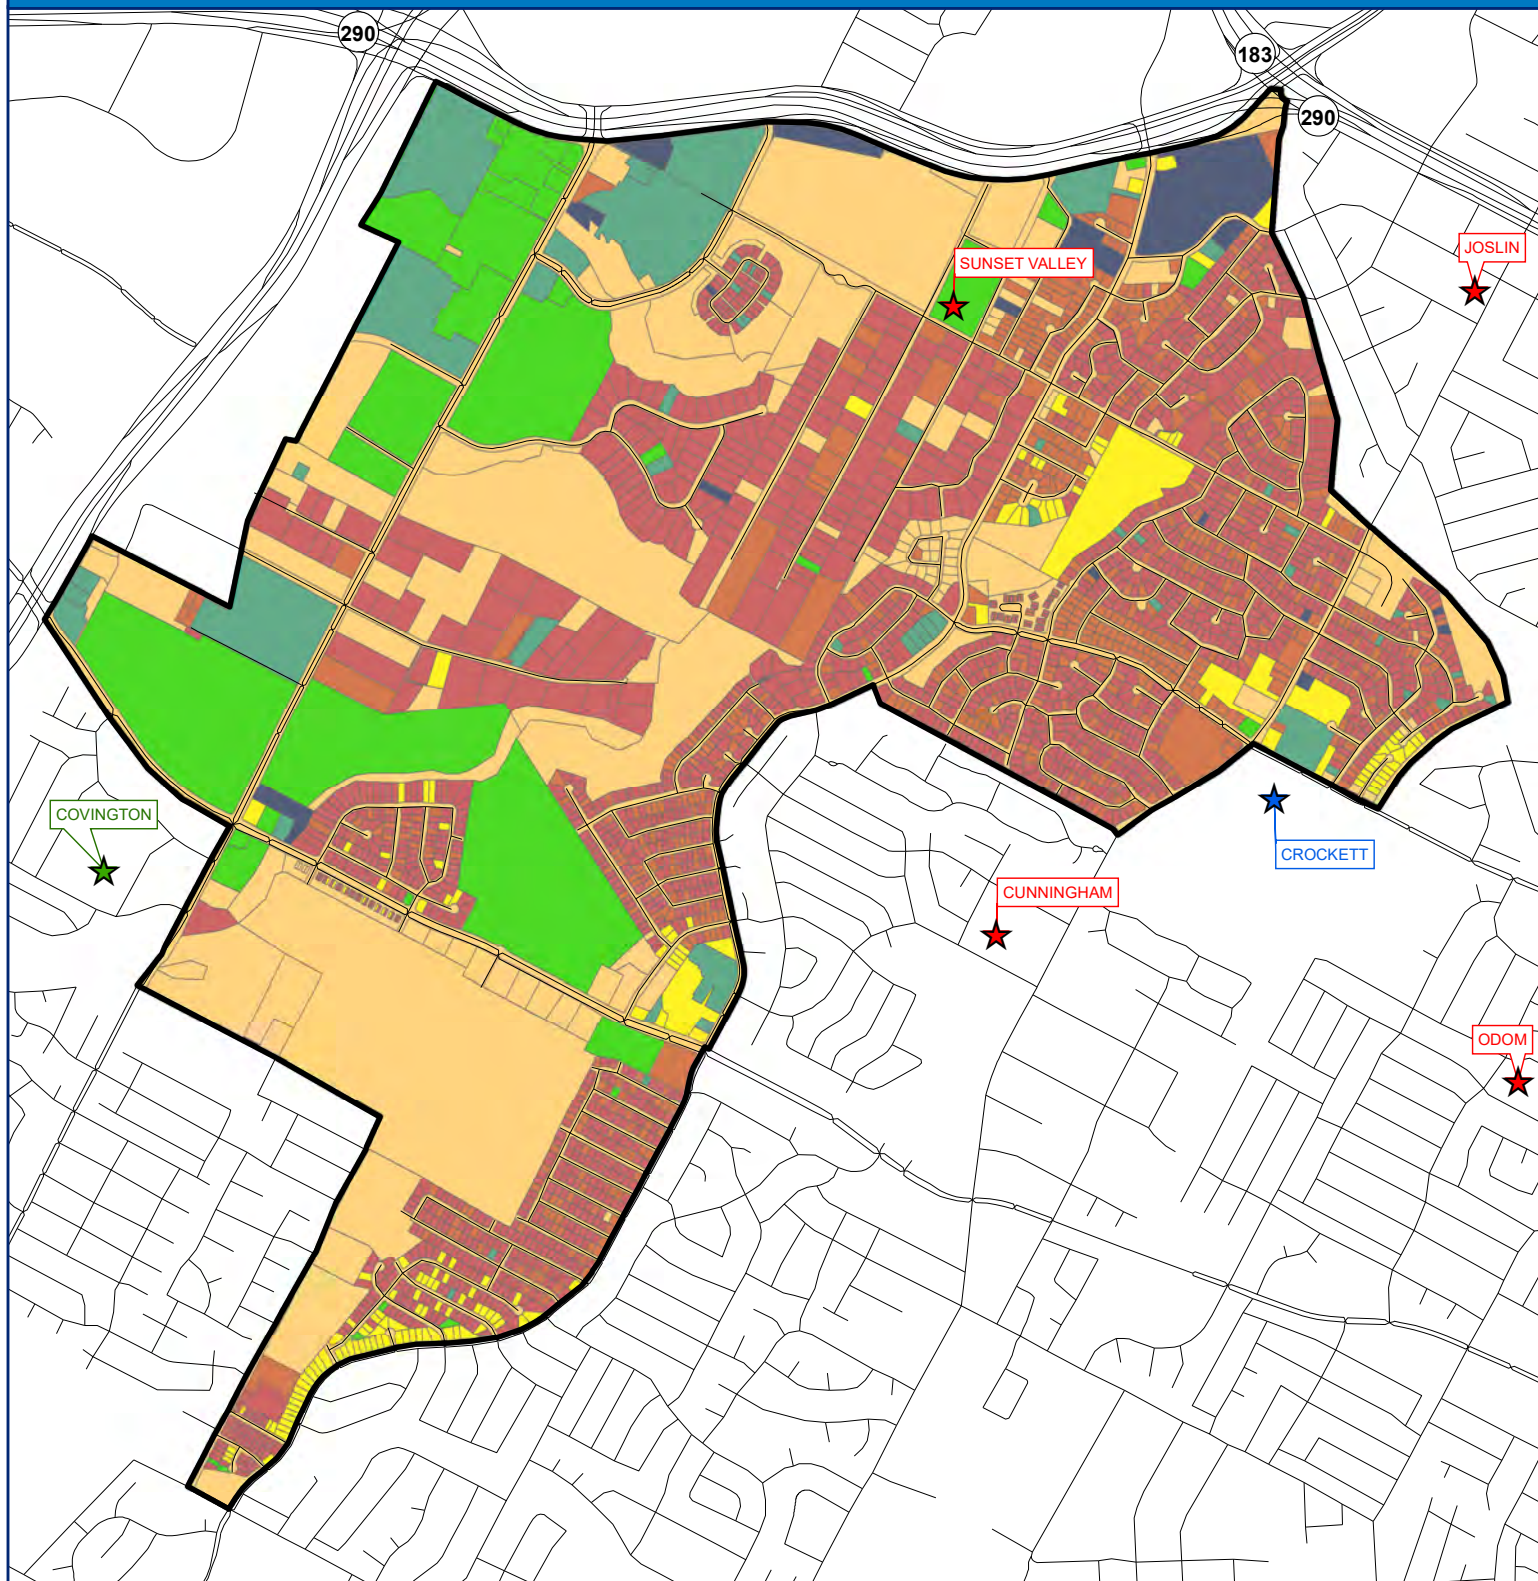 290
183
290
JOSLIN
SUNSET VALLEY
COVINGTON
CROCKETT
CUNNINGHAM
ODOM